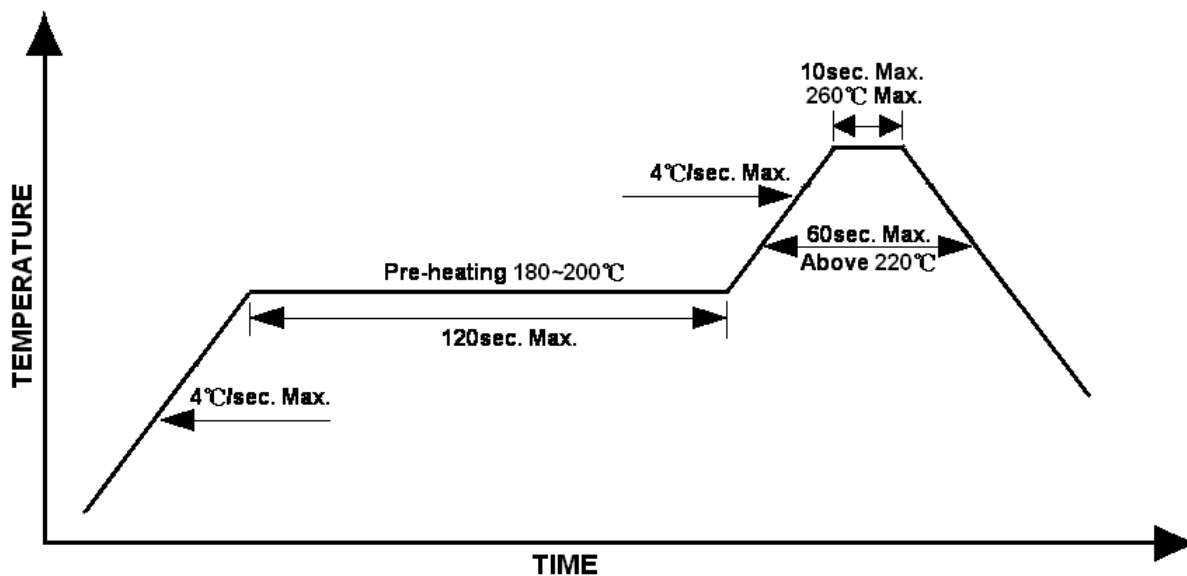 10sec. Max.
260℃ Max.
4℃/sec. Max.
60sec. Max.
Above 220℃
Pre-heating 180~200℃
120sec. Max.
4℃/sec. Max.
TEMPERATURE
TIME